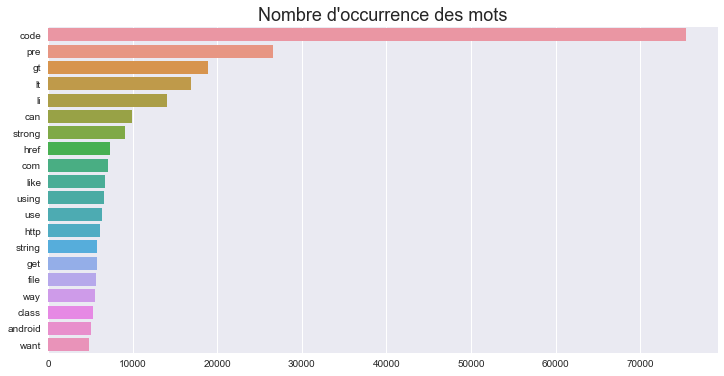 Nombre d'occurrence des mots
code
pre
gt
lt
li
can
strong
href
com
like
using
use
http
string
get
file
way
class
android
want
0 10000 20000 30000 40000 50000 60000 70000